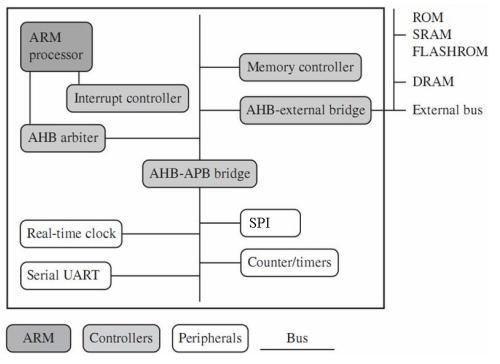 ARM
processor
Interrupt controller
AHB arbiter
Memory controller
AHB-external bridge
AHB-APB bridge
Real-time clock
Serial UART
SPI
Counter/timers
ROM
SRAM
FLASHROM
DRAM
External bus
ARM
Controllers
Peripherals
Bus